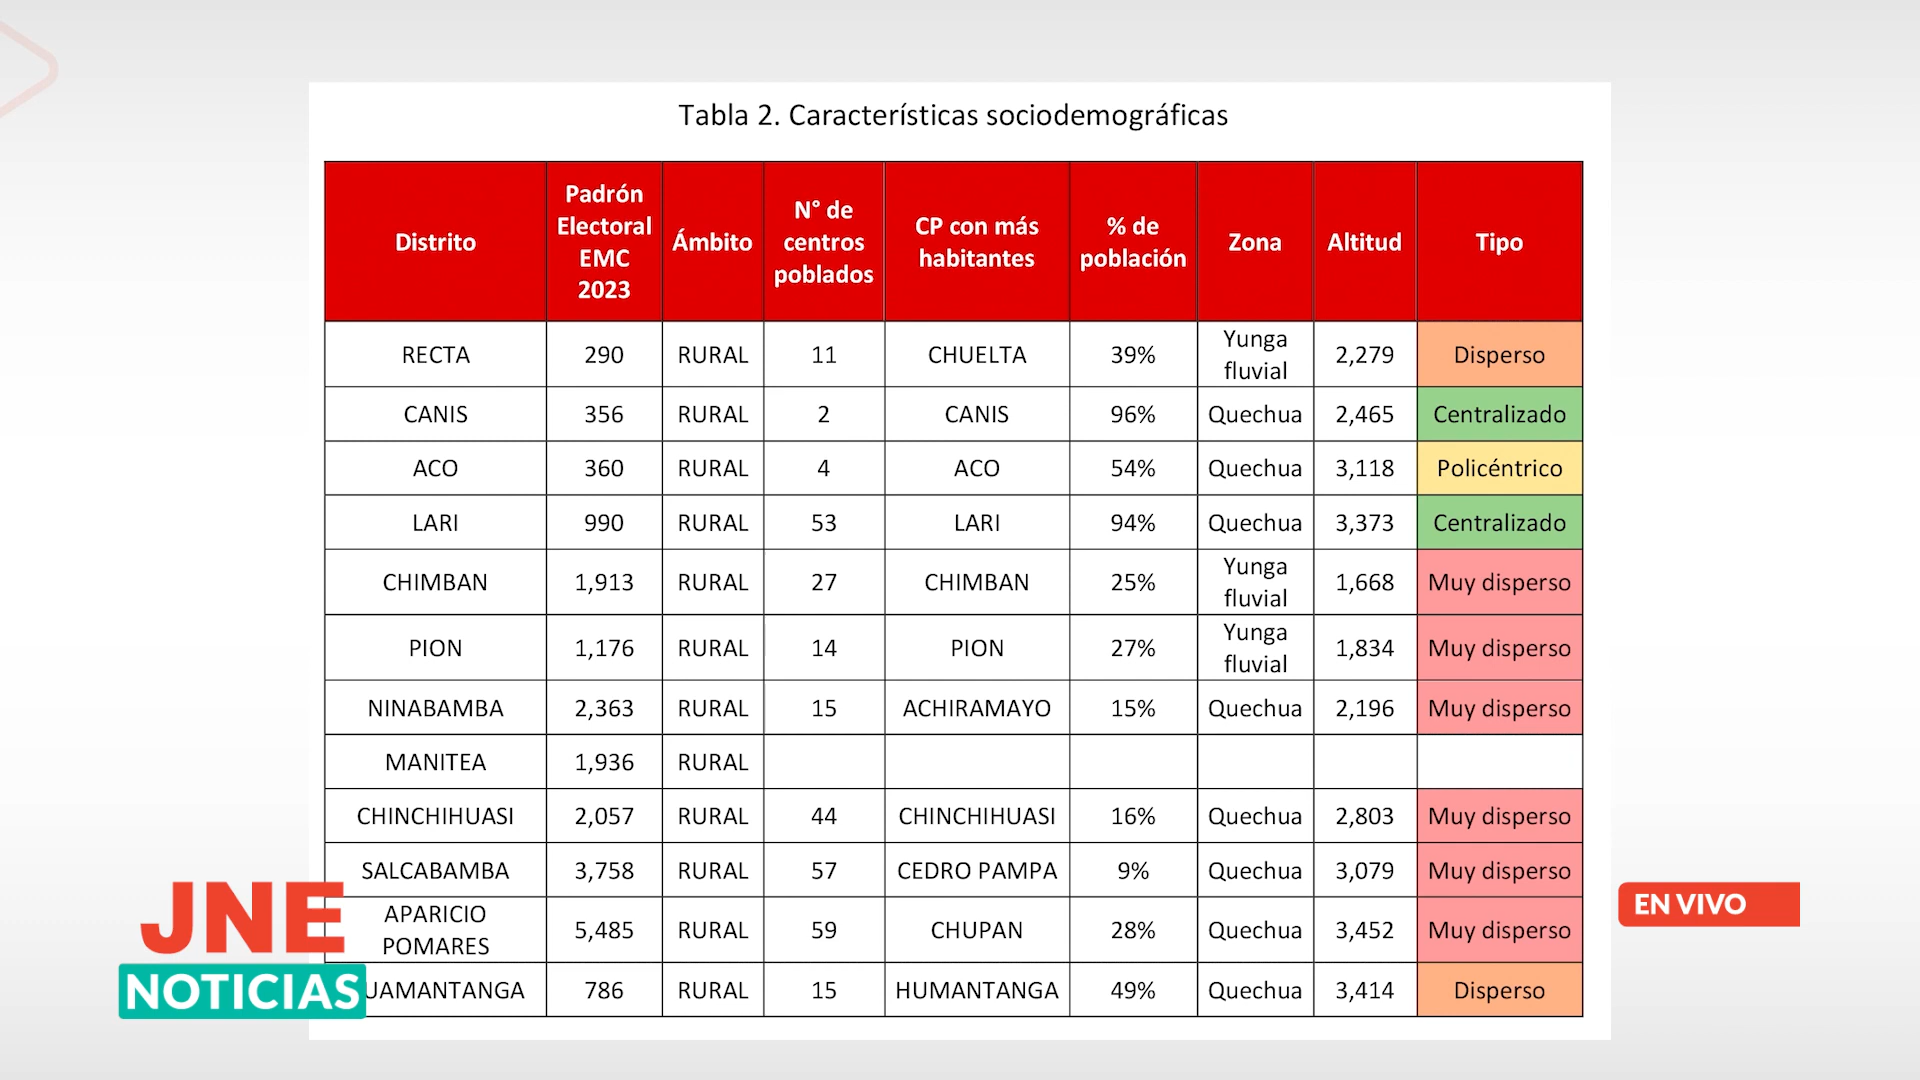 Tabla 2. Características sociodemográficas
Distrito Padrón Electoral EMC 2023 Ámbito N° de centros poblados CP con más habitantes % de población Zona Altitud Tipo
RECTA 290 RURAL 11 CHUELTA 39% Yunga fluvial 2,279 Disperso
CANIS 356 RURAL 2 CANIS 96% Quechua 2,465 Centralizado
ACO 360 RURAL 4 ACO 54% Quechua 3,118 Policéntrico
LARI 990 RURAL 53 LARI 94% Quechua 3,373 Centralizado
CHIMBAN 1,913 RURAL 27 CHIMBAN 25% Yunga fluvial 1,668 Muy disperso
PION 1,176 RURAL 14 PION 27% Yunga fluvial 1,834 Muy disperso
NINABAMBA 2,363 RURAL 15 ACHIRAMAYO 15% Quechua 2,196 Muy disperso
MANITEA 1,936 RURAL
CHINCHIHUASI 2,057 RURAL 44 CHINCHIHUASI 16% Quechua 2,803 Muy disperso
SALCABAMBA 3,758 RURAL 57 CEDRO PAMPA 9% Quechua 3,079 Muy disperso
APARICIO POMARES 5,485 RURAL 59 CHUPAN 28% Quechua 3,452 Muy disperso
UAMANTANGA 786 RURAL 15 HUMANTANGA 49% Quechua 3,414 Disperso
JNE
NOTICIAS
EN VIVO